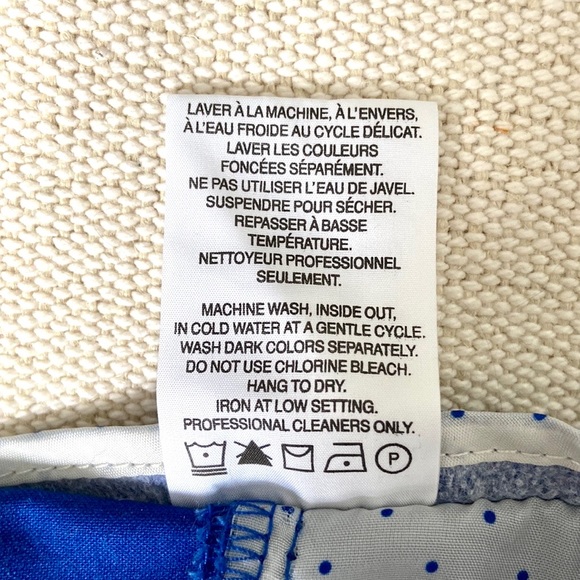 LAVER À LA MACHINE, À L'ENVERS,
À L'EAU FROIDE AU CYCLE DÉLICAT.
LAVER LES COULEURS
FONCÉES SÉPARÉMENT.
NE PAS UTILISER L'EAU DE JAVEL.
SUSPENDRE POUR SÉCHER.
REPASSER À BASSE
TEMPÉRATURE.
NETTOYEUR PROFESSIONNEL
SEULEMENT.
MACHINE WASH, INSIDE OUT,
IN COLD WATER AT A GENTLE CYCLE.
WASH DARK COLORS SEPARATELY.
DO NOT USE CHLORINE BLEACH.
HANG TO DRY.
IRON AT LOW SETTING.
PROFESSIONAL CLEANERS ONLY.
P